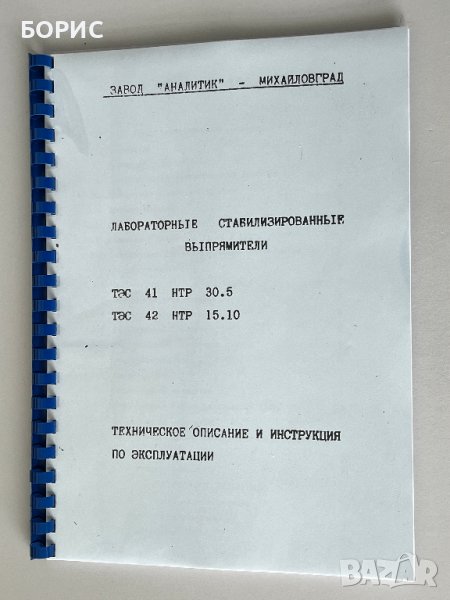 БОРИС
ЗАВОД "АНАЛИТИК" - МИХАЙЛОВГРАД
ЛАБОРАТОРНЫЕ СТАБИЛИЗИРОВАННЫЕ
ВЫПРЯМИТЕЛИ
ТЭС 41 НТР 30.5
ТЭС 42 НТР 15.10
ТЕХНИЧЕСКОЕ ОПИСАНИЕ И ИНСТРУКЦИЯ
ПО ЭКСПЛУАТАЦИИ
BAZAR